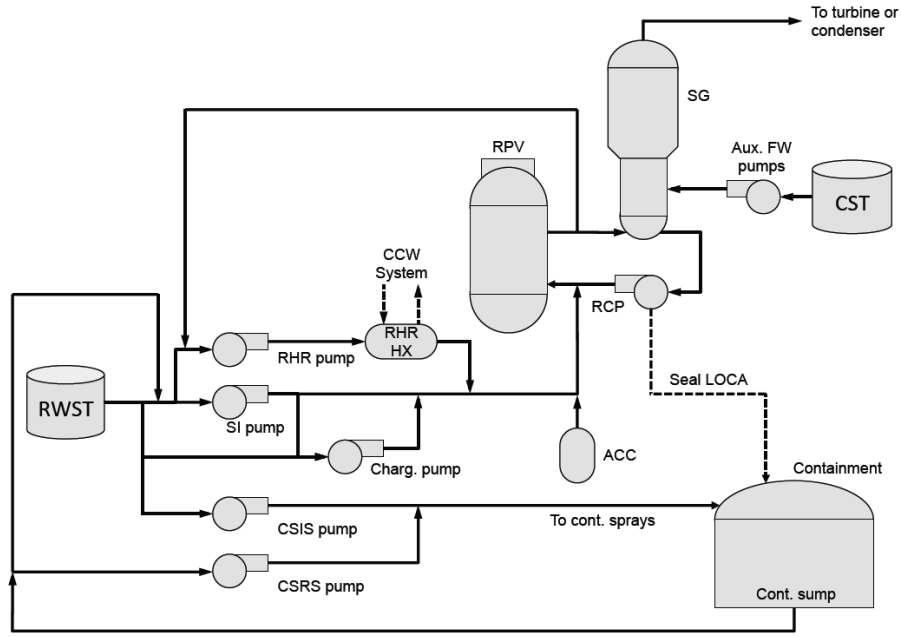 To turbine or
condenser
SG
RPV
Aux. FW
pumps
CST
CCW
System
RCP
RHR
HX
RHR pump
Seal LOCA
RWST
SI pump
Charg. pump
ACC
Containment
CSIS pump
To cont. sprays
CSRS pump
Cont. sump